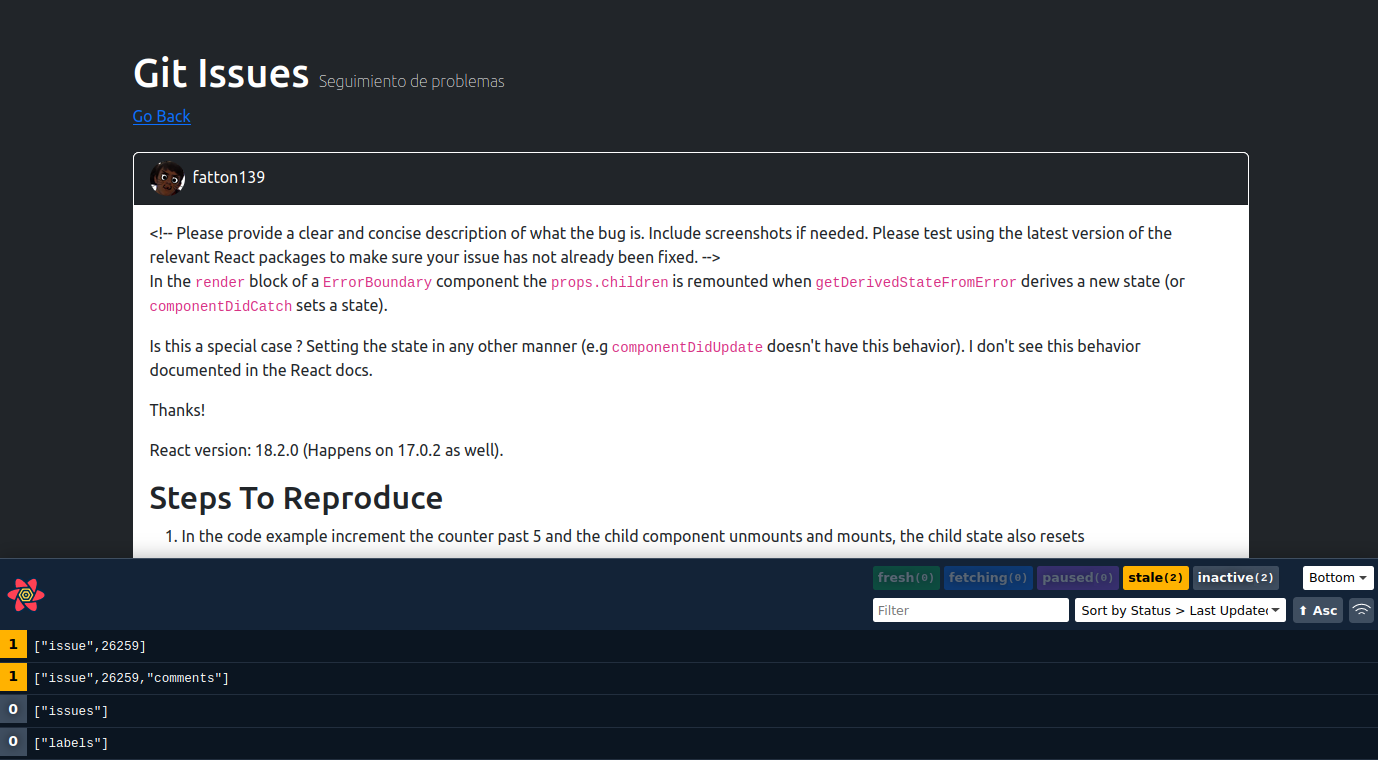 Git Issues Seguimiento de problemas
Go Back
fatton139
<!-- Please provide a clear and concise description of what the bug is. Include screenshots if needed. Please test using the latest version of the
relevant React packages to make sure your issue has not already been fixed. -->
In the render block of a ErrorBoundary component the props.children is remounted when getDerivedStateFromError derives a new state (or
componentDidCatch sets a state).
Is this a special case ? Setting the state in any other manner (e.g componentDidUpdate doesn't have this behavior). I don't see this behavior
documented in the React docs.
Thanks!
React version: 18.2.0 (Happens on 17.0.2 as well).
Steps To Reproduce
1. In the code example increment the counter past 5 and the child component unmounts and mounts, the child state also resets
fresh(0) fetching(0) paused(0) stale(2) inactive(2) Bottom
Filter Sort by Status > Last Updated ⬆ Asc
1 ["issue",26259]
1 ["issue",26259,"comments"]
0 ["issues"]
0 ["labels"]